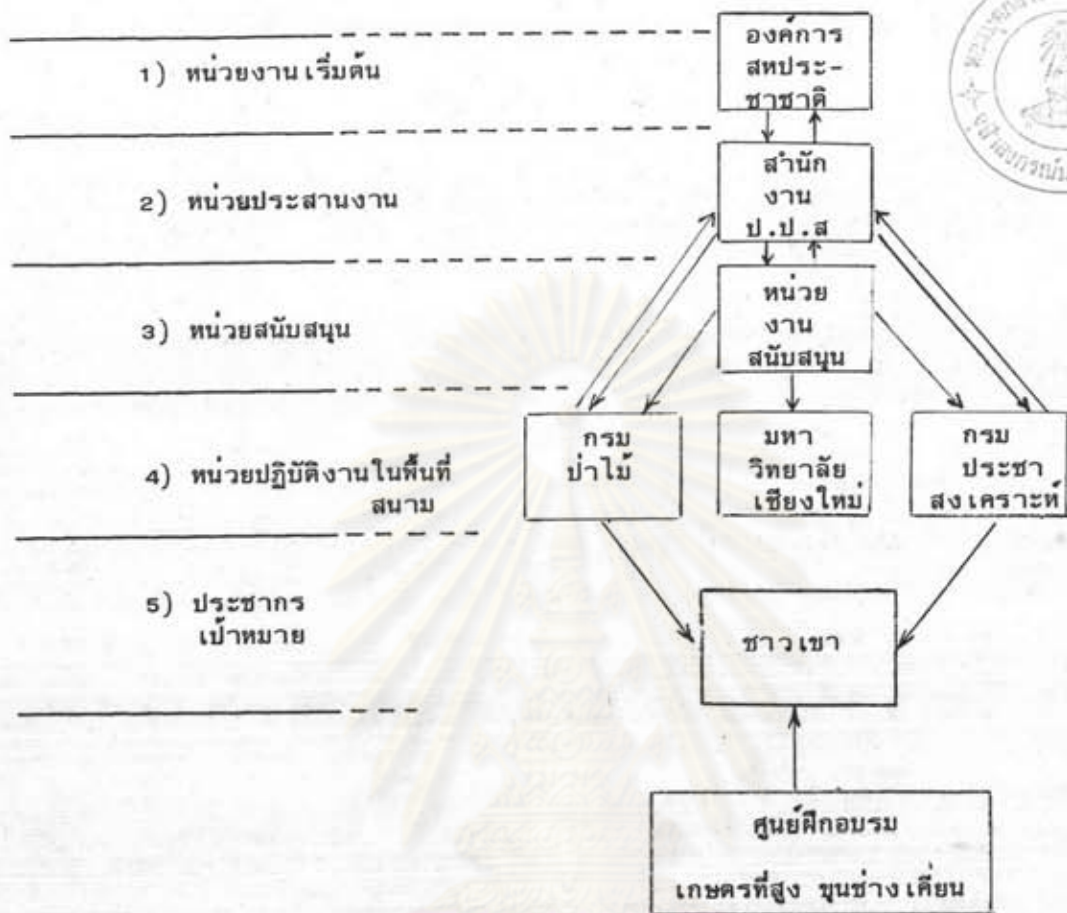 องค์การ
สหประ-
ชาชาติ
1) หน่วยงานเริ่มต้น
สำนัก
งาน
ป.ป.ส
2) หน่วยประสานงาน
หน่วย
งาน
สนับสนุน
3) หน่วยสนับสนุน
กรม
ป่าไม้
มหา
วิทยาลัย
เชียงใหม่
กรม
ประชา
สงเคราะห์
4) หน่วยปฏิบัติงานในพื้นที่
สนาม
5) ประชากร
เป้าหมาย
ชาวเขา
ศูนย์ฝึกอบรม
เกษตรที่สูง ขุนช่างเคี่ยน